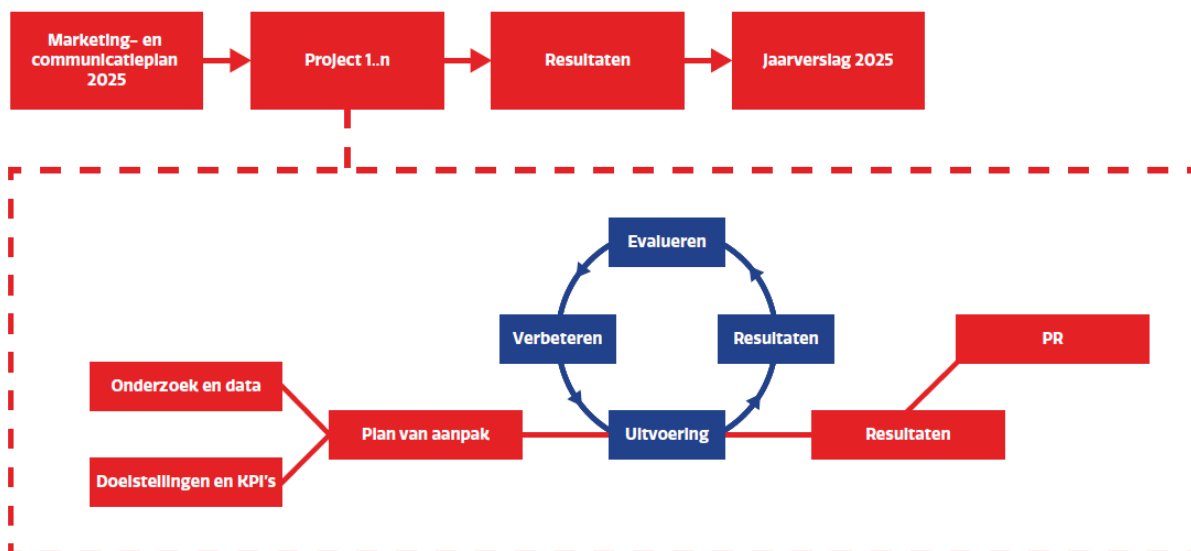 Marketing- en
communicatieplan
2025
Project 1..n
Resultaten
Jaarverslag 2025
Evalueren
Verbeteren
Resultaten
PR
Onderzoek en data
Plan van aanpak
Uitvoering
Resultaten
Doelstellingen en KPI's